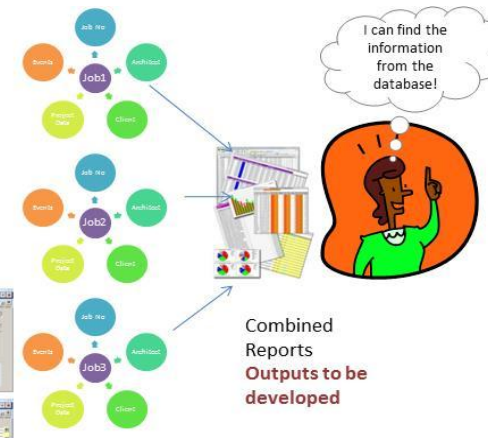 Job No
Events
Architect
Job1
Project
Data
Client
Job No
Events
Architect
Job2
Project
Data
Client
Job No
Events
Architect
Job3
Project
Data
Client
I can find the
information
from the
database!
Combined
Reports
Outputs to be
developed